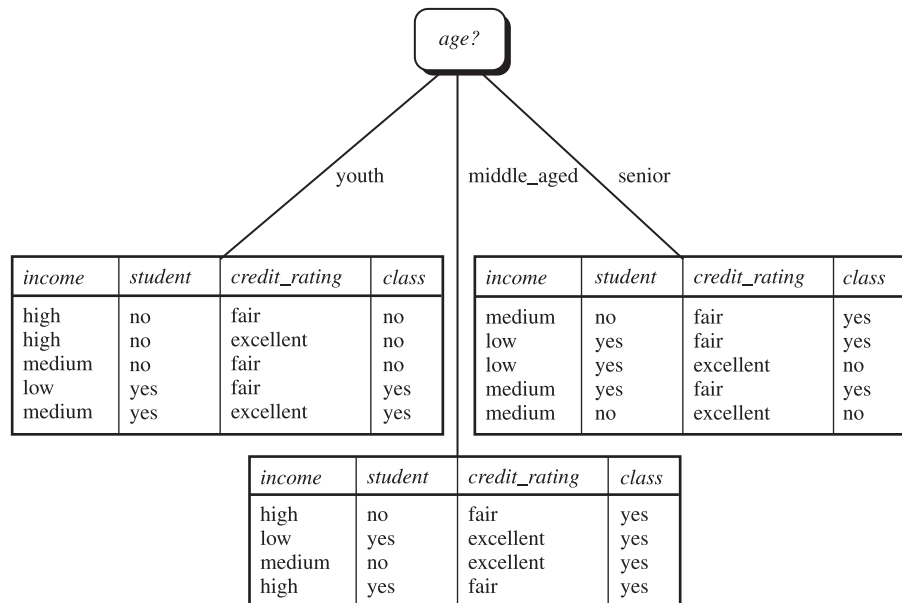 age?
youth
middle_aged
senior
income student credit_rating class
high no fair no
high no excellent no
medium no fair no
low yes fair yes
medium yes excellent yes
income student credit_rating class
medium no fair yes
low yes fair yes
low yes excellent no
medium yes fair yes
medium no excellent no
income student credit_rating class
high no fair yes
low yes excellent yes
medium no excellent yes
high yes fair yes